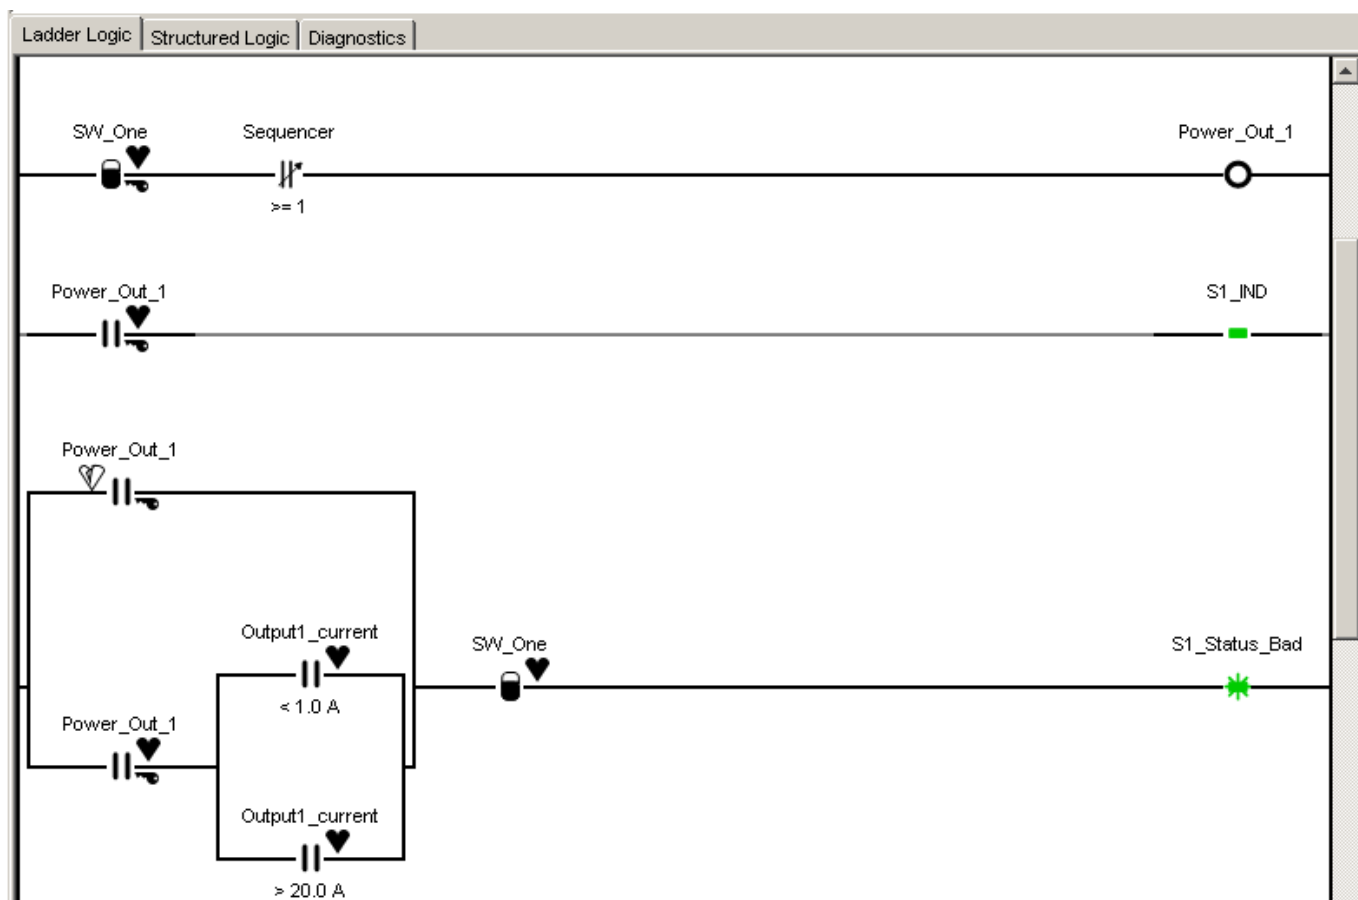 Ladder Logic Structured Logic Diagnostics
SW_One Sequencer Power_Out_1
>= 1
Power_Out_1 S1_IND
Power_Out_1
Output1_current
SW_One S1_Status_Bad
< 1.0 A
Power_Out_1
Output1_current
> 20.0 A